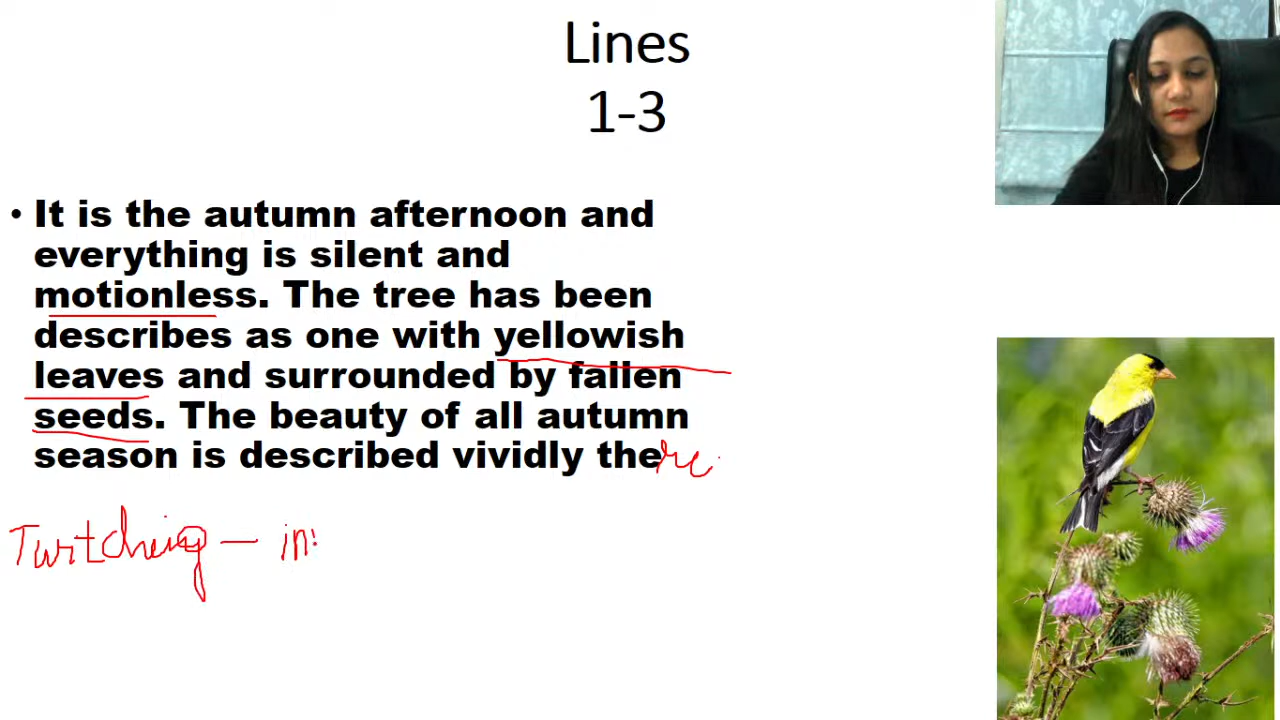 Lines
1-3
• It is the autumn afternoon and
everything is silent and
motionless. The tree has been
describes as one with yellowish
leaves and surrounded by fallen
seeds. The beauty of all autumn
season is described vividly there
Twitching – in